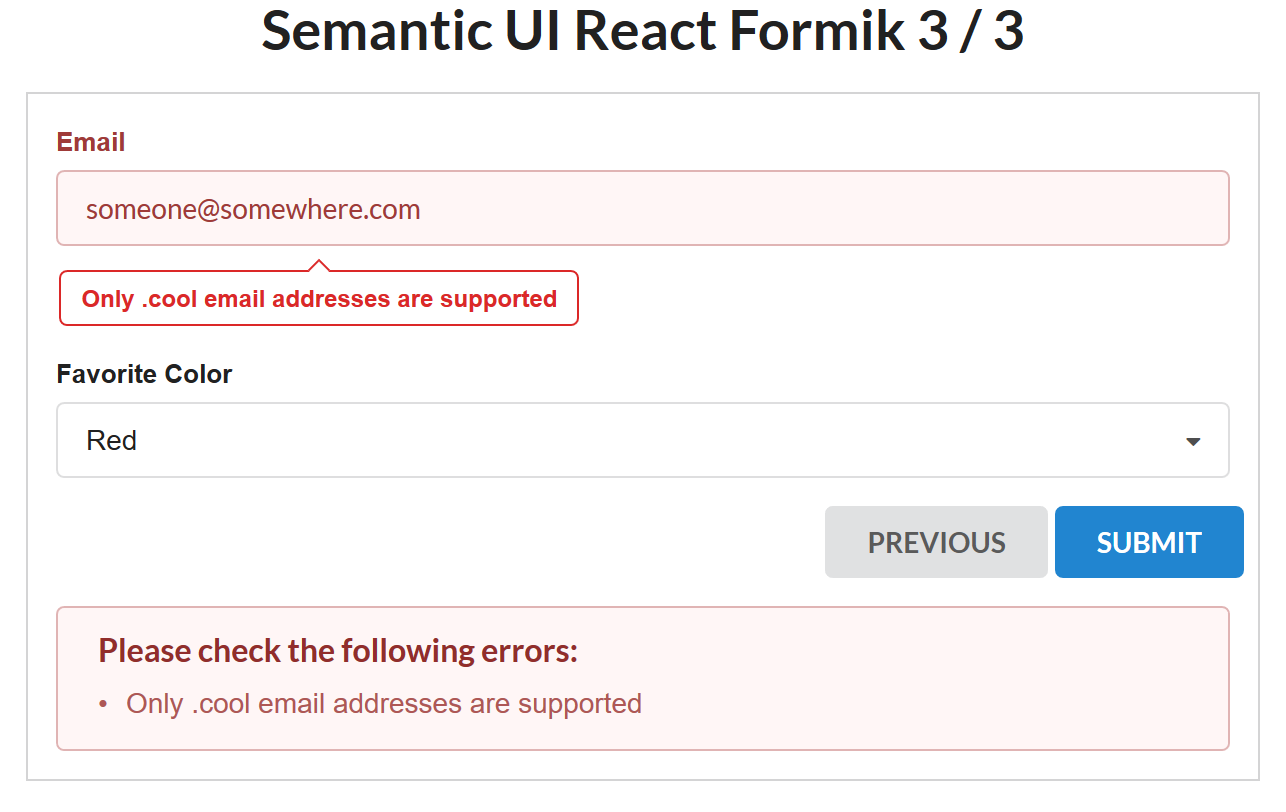 Semantic UI React Formik 3 / 3
Email
someone@somewhere.com
Only .cool email addresses are supported
Favorite Color
Red
PREVIOUS SUBMIT
Please check the following errors:
• Only .cool email addresses are supported